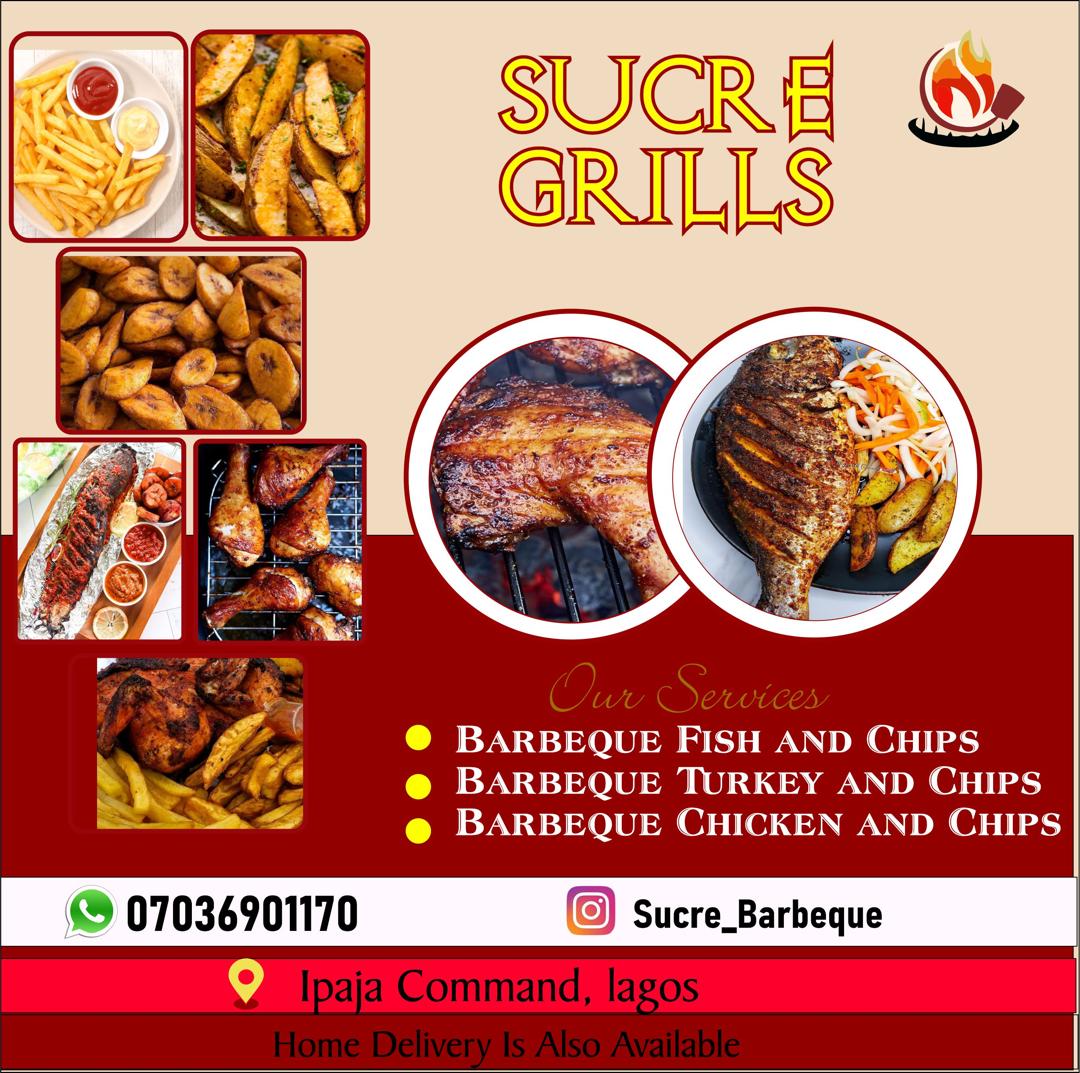 SUCRE
GRILLS
Our Services
BARBEQUE FISH AND CHIPS
BARBEQUE TURKEY AND CHIPS
BARBEQUE CHICKEN AND CHIPS
07036901170
Sucre_Barbeque
Ipaja Command, lagos
Home Delivery Is Also Available